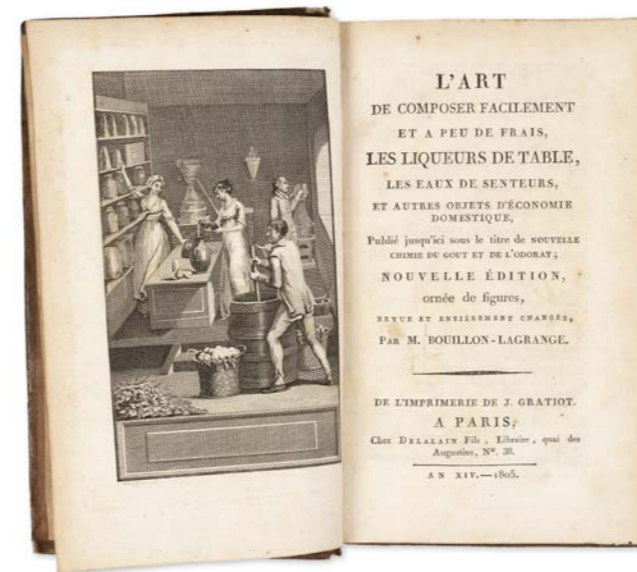 L'ART
DE COMPOSER FACILEMENT
ET A PEU DE FRAIS,
LES LIQUEURS DE TABLE,
LES EAUX DE SENTEURS,
ET AUTRES OBJETS D'ÉCONOMIE
DOMESTIQUE,
Publié jusqu'ici sous le titre de NOUVELLE
CHIMIE DU GOUT ET DE L'ODORAT;
NOUVELLE ÉDITION,
ornée de figures,
REVUE ET ENTIÈREMENT CHANGÉE,
PAR M. BOUILLON-LAGRANGE.
DE L'IMPRIMERIE DE J. GRATIOT.
A PARIS,
Chez DELALAIN Fils, Libraire, quai des
Augustins, Nº. 38.
AN XIV.—1805.